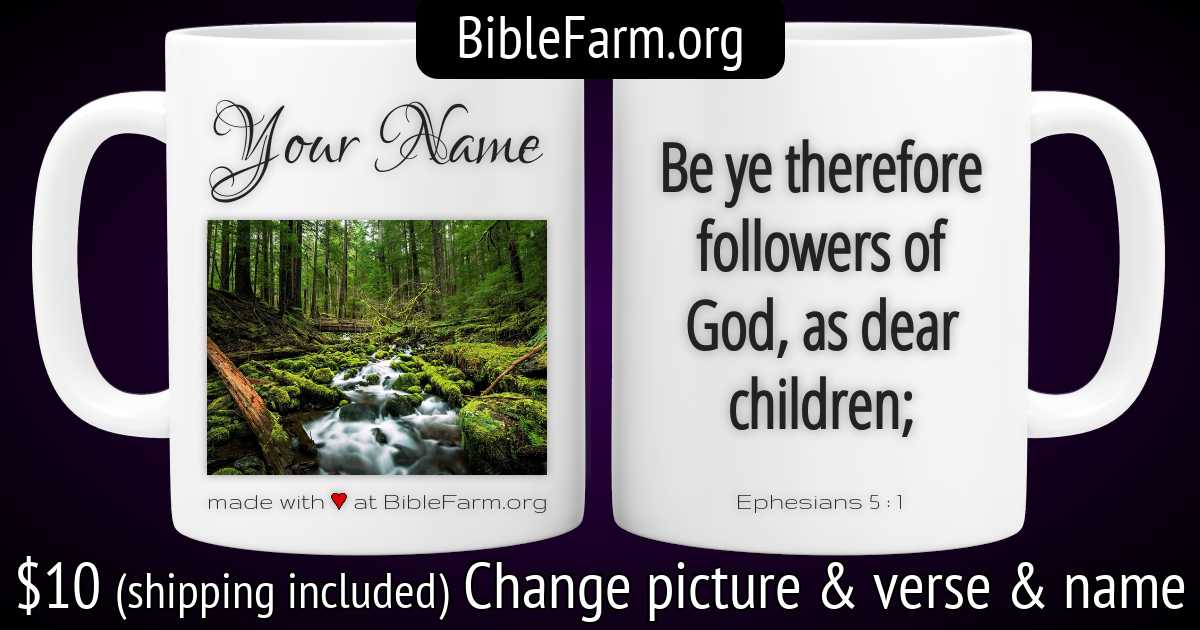 BibleFarm.org
Your Name
made with ♥ at BibleFarm.org
Be ye therefore
followers of
God, as dear
children;
Ephesians 5:1
$10 (shipping included) Change picture & verse & name